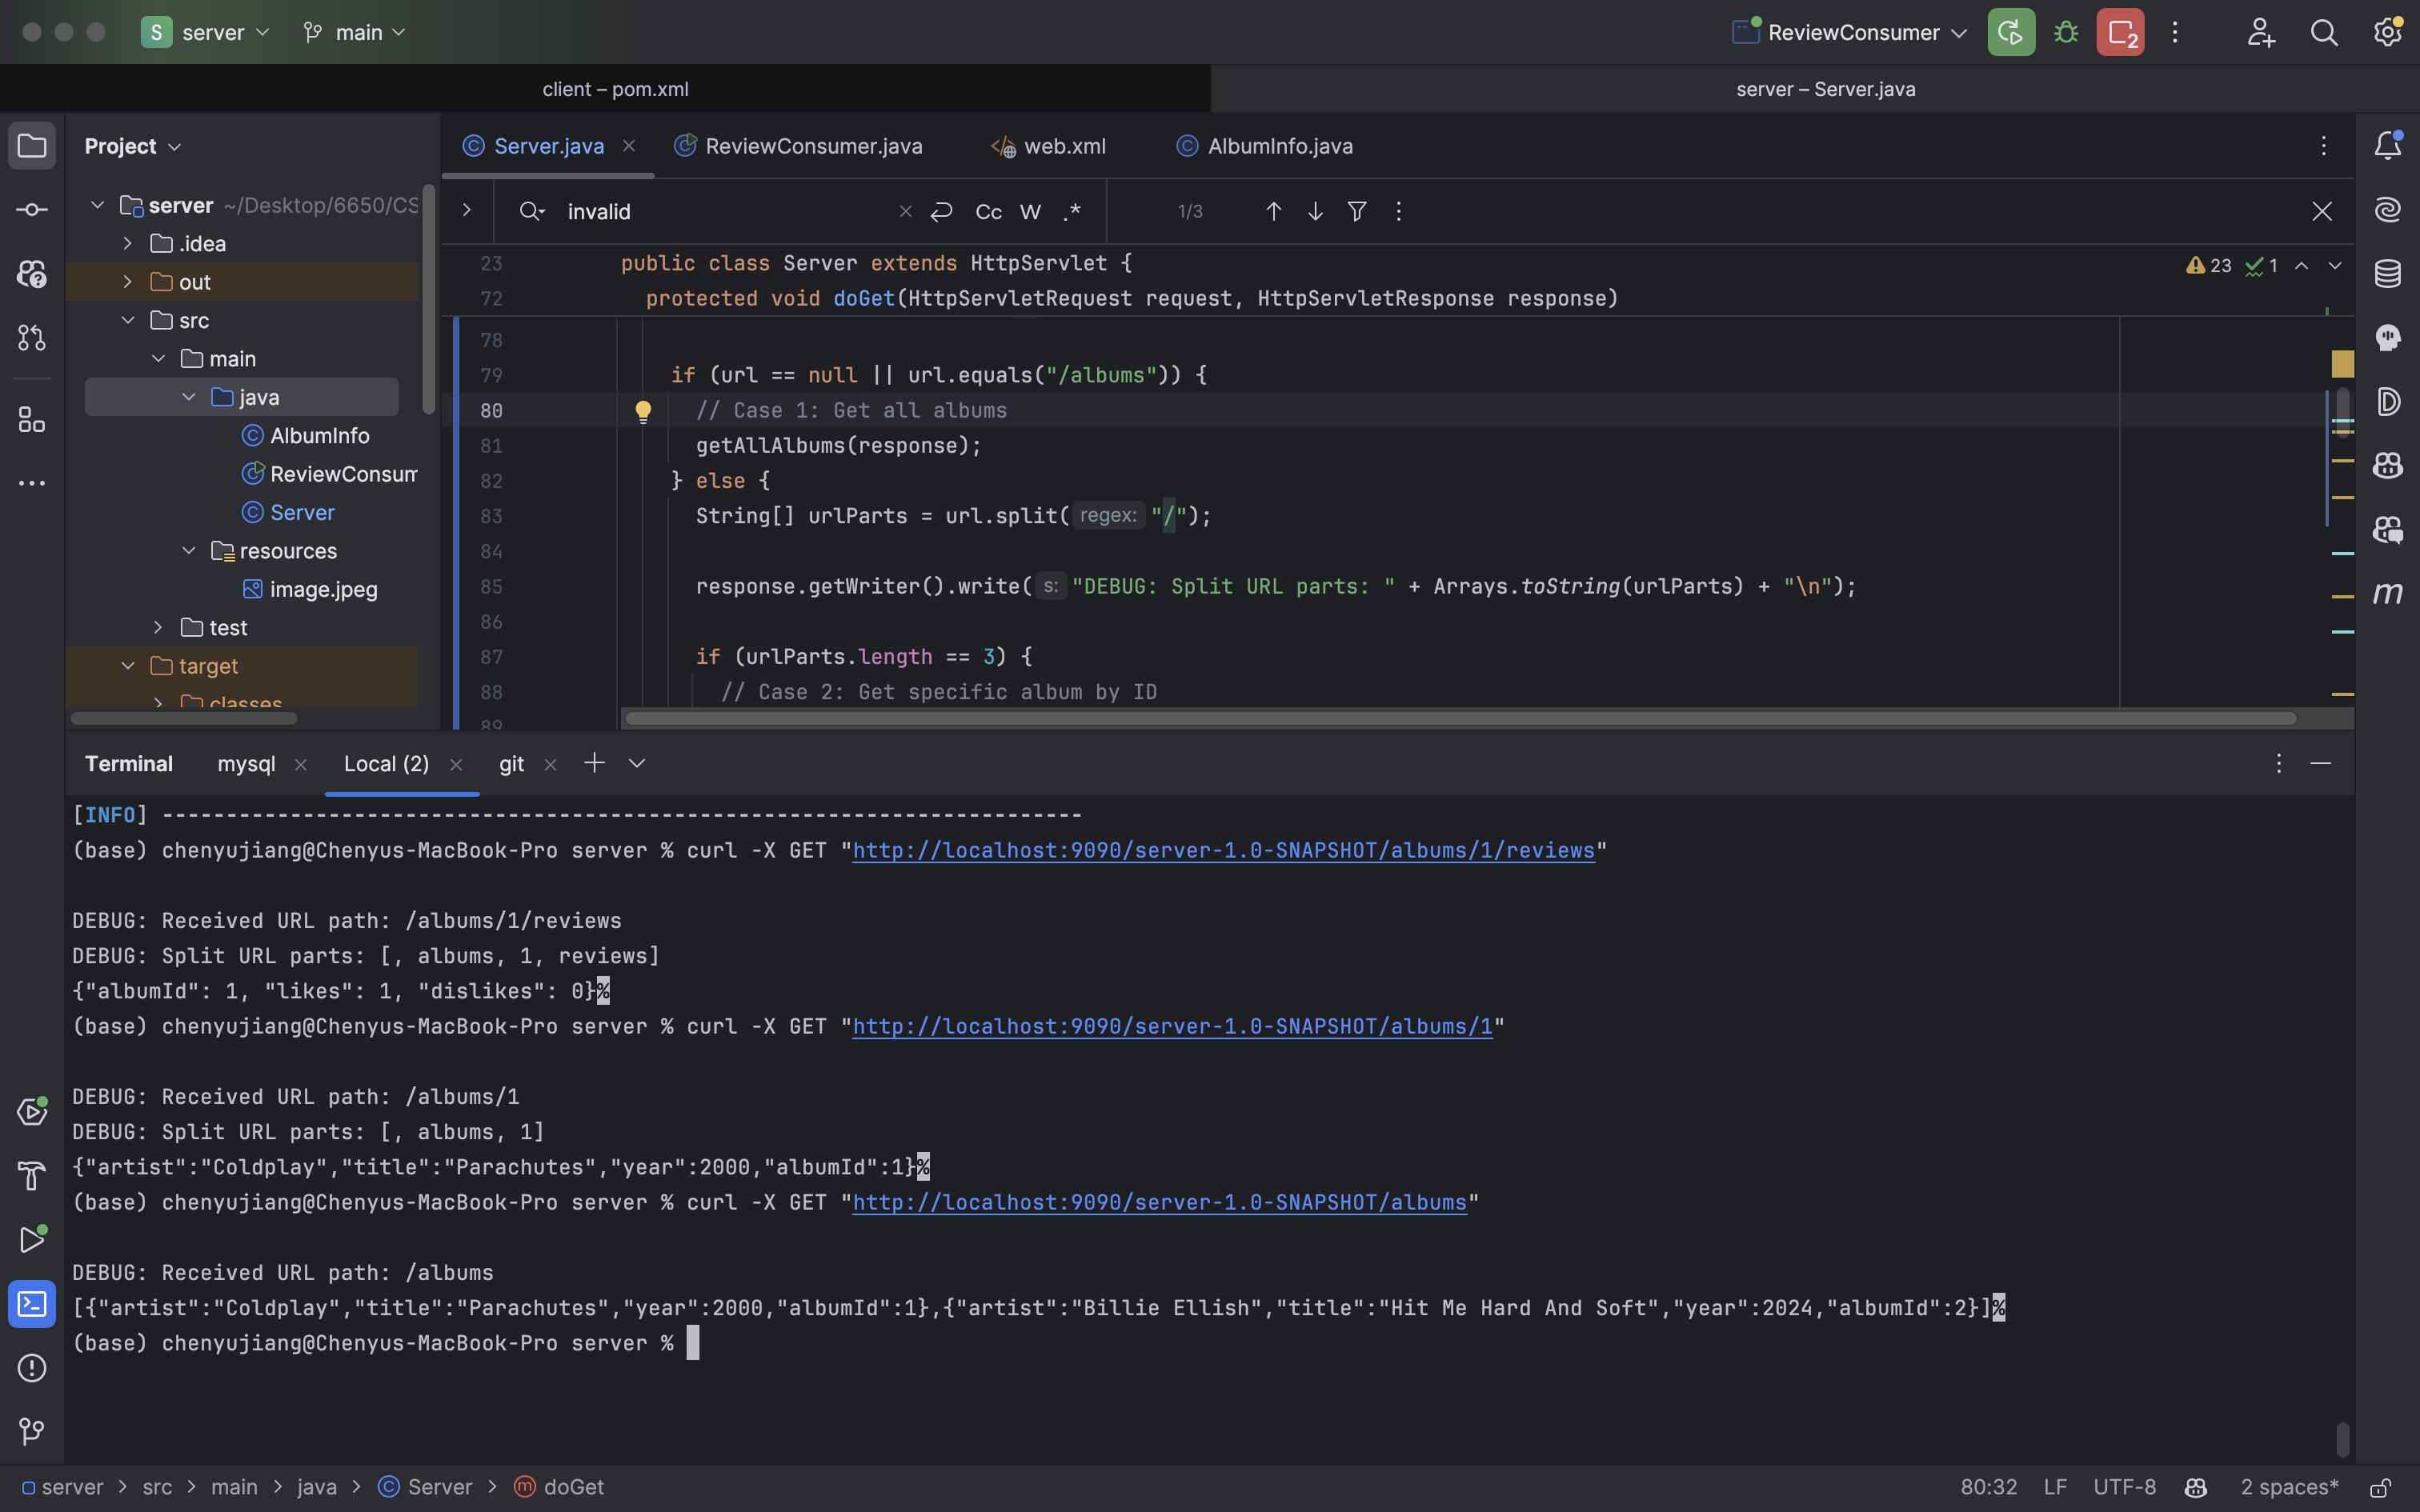 S server main ReviewConsumer 2
client – pom.xml server – Server.java
Project
server ~/Desktop/6650/CS
.idea
out
src
main
java
AlbumInfo
ReviewConsum
Server
resources
image.jpeg
test
target
classes
Server.java ReviewConsumer.java web.xml AlbumInfo.java
invalid Cc W .* 1/3
23 public class Server extends HttpServlet { 23 1
72 protected void doGet(HttpServletRequest request, HttpServletResponse response)
78
79 if (url == null || url.equals("/albums")) {
80 // Case 1: Get all albums
81 getAllAlbums(response);
82 } else {
83 String[] urlParts = url.split( regex: "/");
84
85 response.getWriter().write( s: "DEBUG: Split URL parts: " + Arrays.toString(urlParts) + "\n");
86
87 if (urlParts.length == 3) {
88 // Case 2: Get specific album by ID
89
Terminal mysql Local (2) git
[INFO] ------------------------------------------------------------------------
(base) chenyujiang@Chenyus-MacBook-Pro server % curl -X GET "http://localhost:9090/server-1.0-SNAPSHOT/albums/1/reviews"
DEBUG: Received URL path: /albums/1/reviews
DEBUG: Split URL parts: [, albums, 1, reviews]
{"albumId": 1, "likes": 1, "dislikes": 0}%
(base) chenyujiang@Chenyus-MacBook-Pro server % curl -X GET "http://localhost:9090/server-1.0-SNAPSHOT/albums/1"
DEBUG: Received URL path: /albums/1
DEBUG: Split URL parts: [, albums, 1]
{"artist":"Coldplay","title":"Parachutes","year":2000,"albumId":1}%
(base) chenyujiang@Chenyus-MacBook-Pro server % curl -X GET "http://localhost:9090/server-1.0-SNAPSHOT/albums"
DEBUG: Received URL path: /albums
[{"artist":"Coldplay","title":"Parachutes","year":2000,"albumId":1},{"artist":"Billie Ellish","title":"Hit Me Hard And Soft","year":2024,"albumId":2}]%
(base) chenyujiang@Chenyus-MacBook-Pro server %
server > src > main > java > Server > doGet 80:32 LF UTF-8 2 spaces*